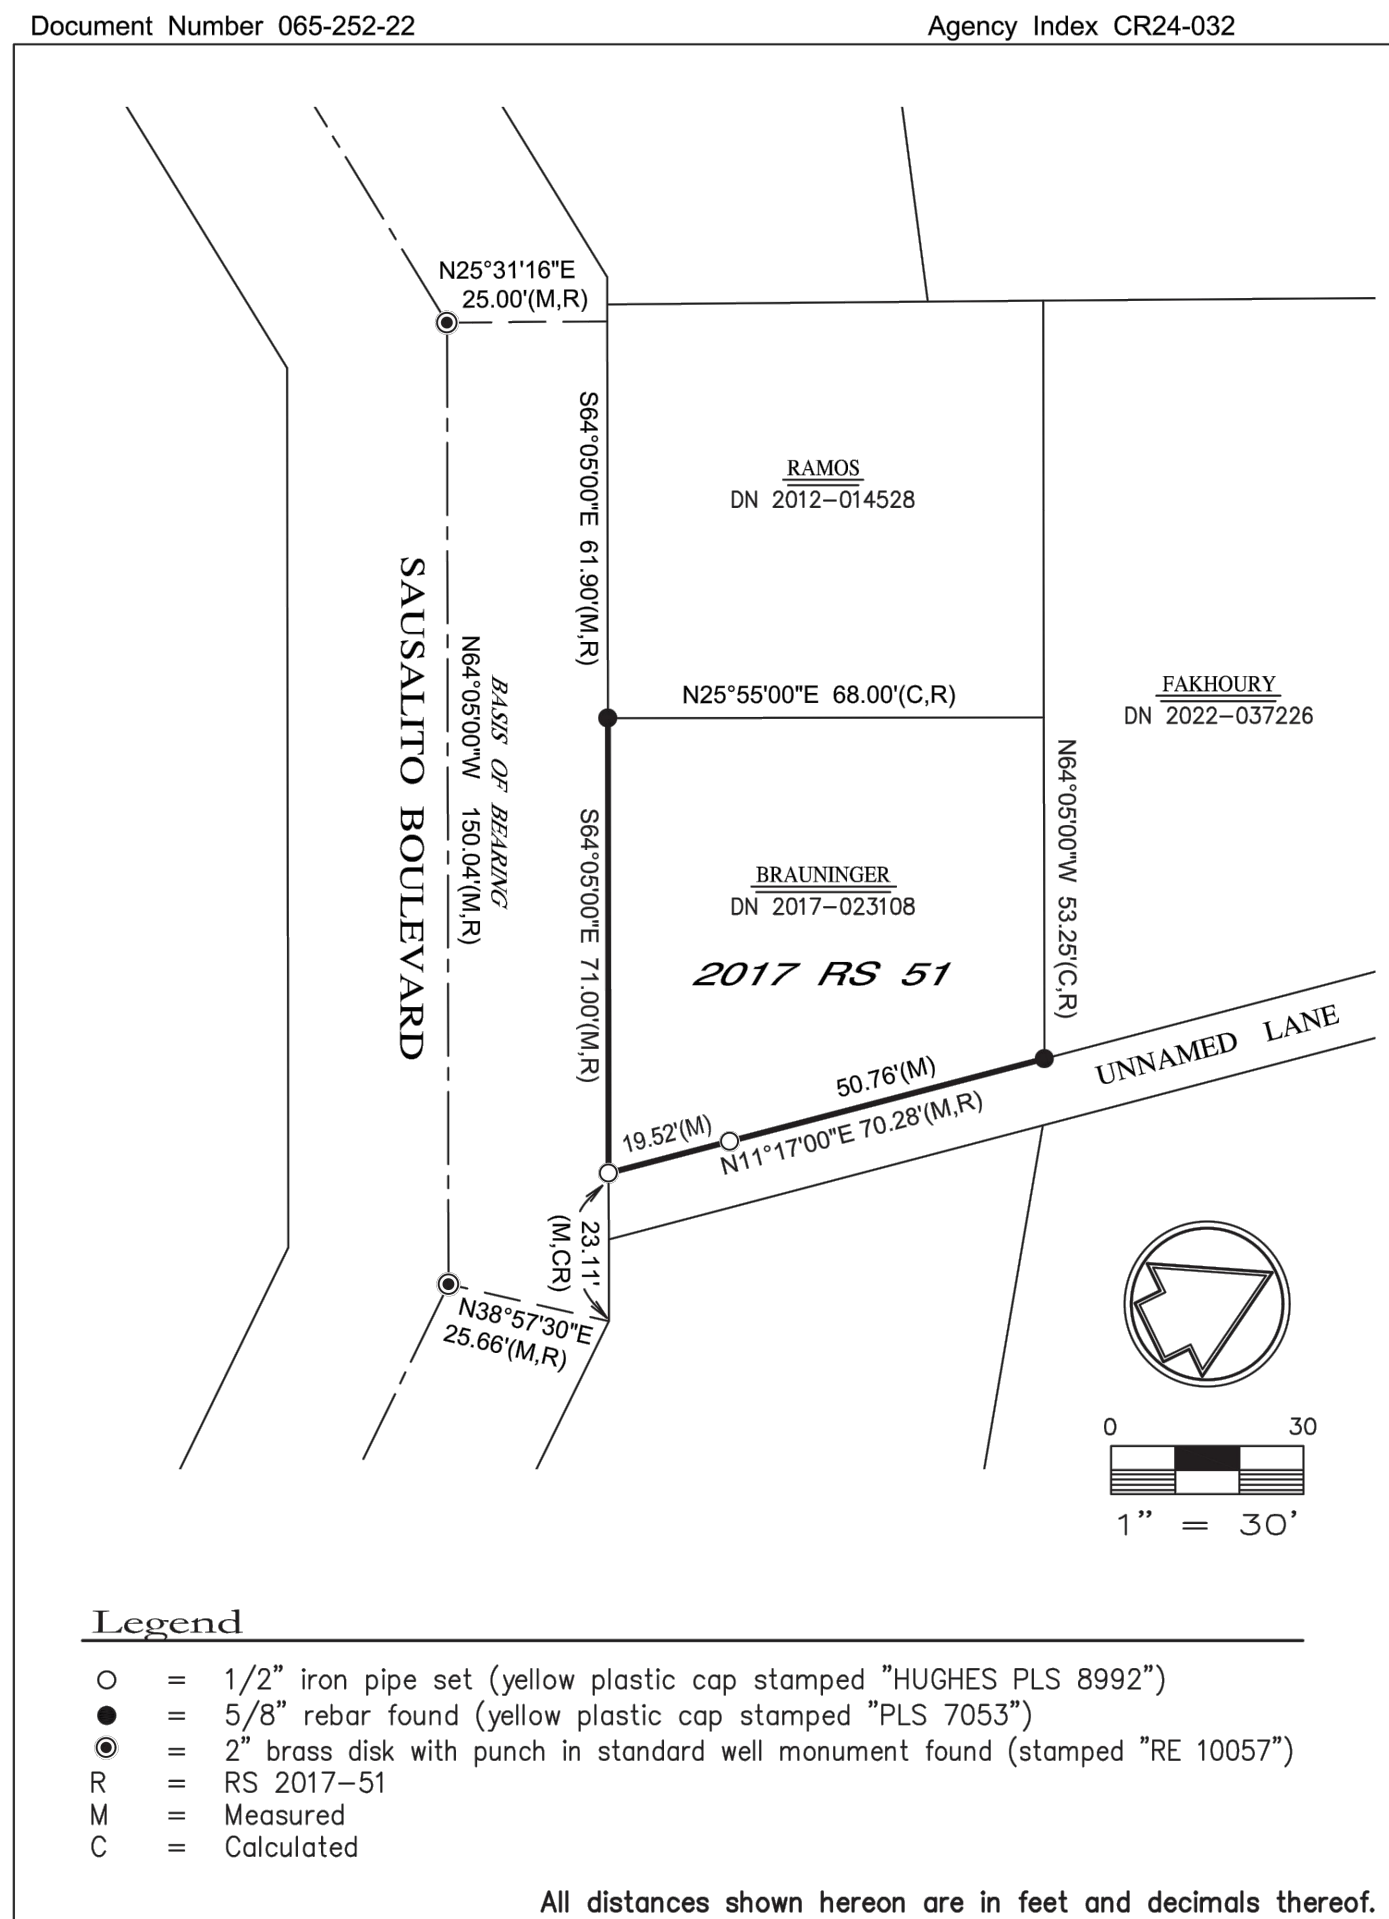 Document Number 065-252-22
Agency Index CR24-032
N25°31'16"E
25.00'(M,R)
S64°05'00"E 61.90'(M,R)
RAMOS
DN 2012-014528
SAUSALITO BOULEVARD
N64°05'00"W 150.04'(M,R)
BASIS OF BEARING
N25°55'00"E 68.00'(C,R)
FAKHOURY
DN 2022-037226
S64°05'00"E 71.00'(M,R)
BRAUNINGER
DN 2017-023108
2017 RS 51
N64°05'00"W 53.25'(C,R)
UNNAMED LANE
50.76'(M)
19.52'(M)
N11°17'00"E 70.28'(M,R)
23.11'
(M,CR)
N38°57'30"E
25.66'(M,R)
0 30
1" = 30'
Legend
= 1/2" iron pipe set (yellow plastic cap stamped "HUGHES PLS 8992")
= 5/8" rebar found (yellow plastic cap stamped "PLS 7053")
= 2" brass disk with punch in standard well monument found (stamped "RE 10057")
R = RS 2017-51
M = Measured
C = Calculated
All distances shown hereon are in feet and decimals thereof.